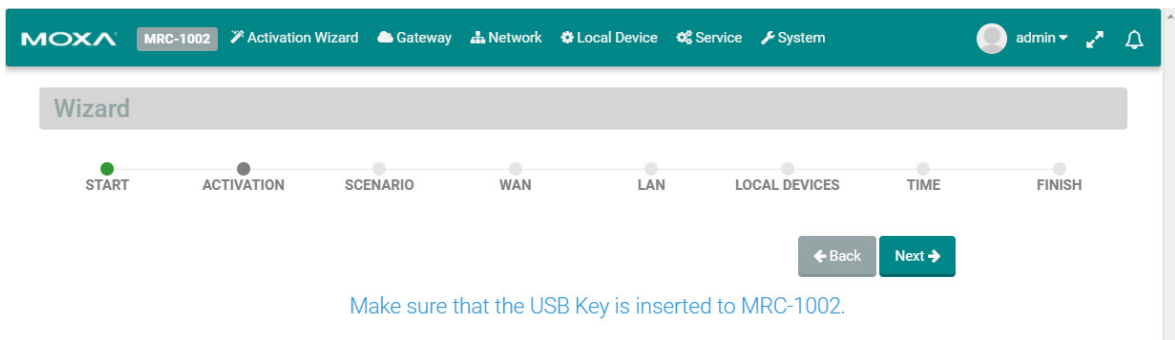 MOXA MRC-1002 Activation Wizard Gateway Network Local Device Service System admin
Wizard
START ACTIVATION SCENARIO WAN LAN LOCAL DEVICES TIME FINISH
Back Next
Make sure that the USB Key is inserted to MRC-1002.